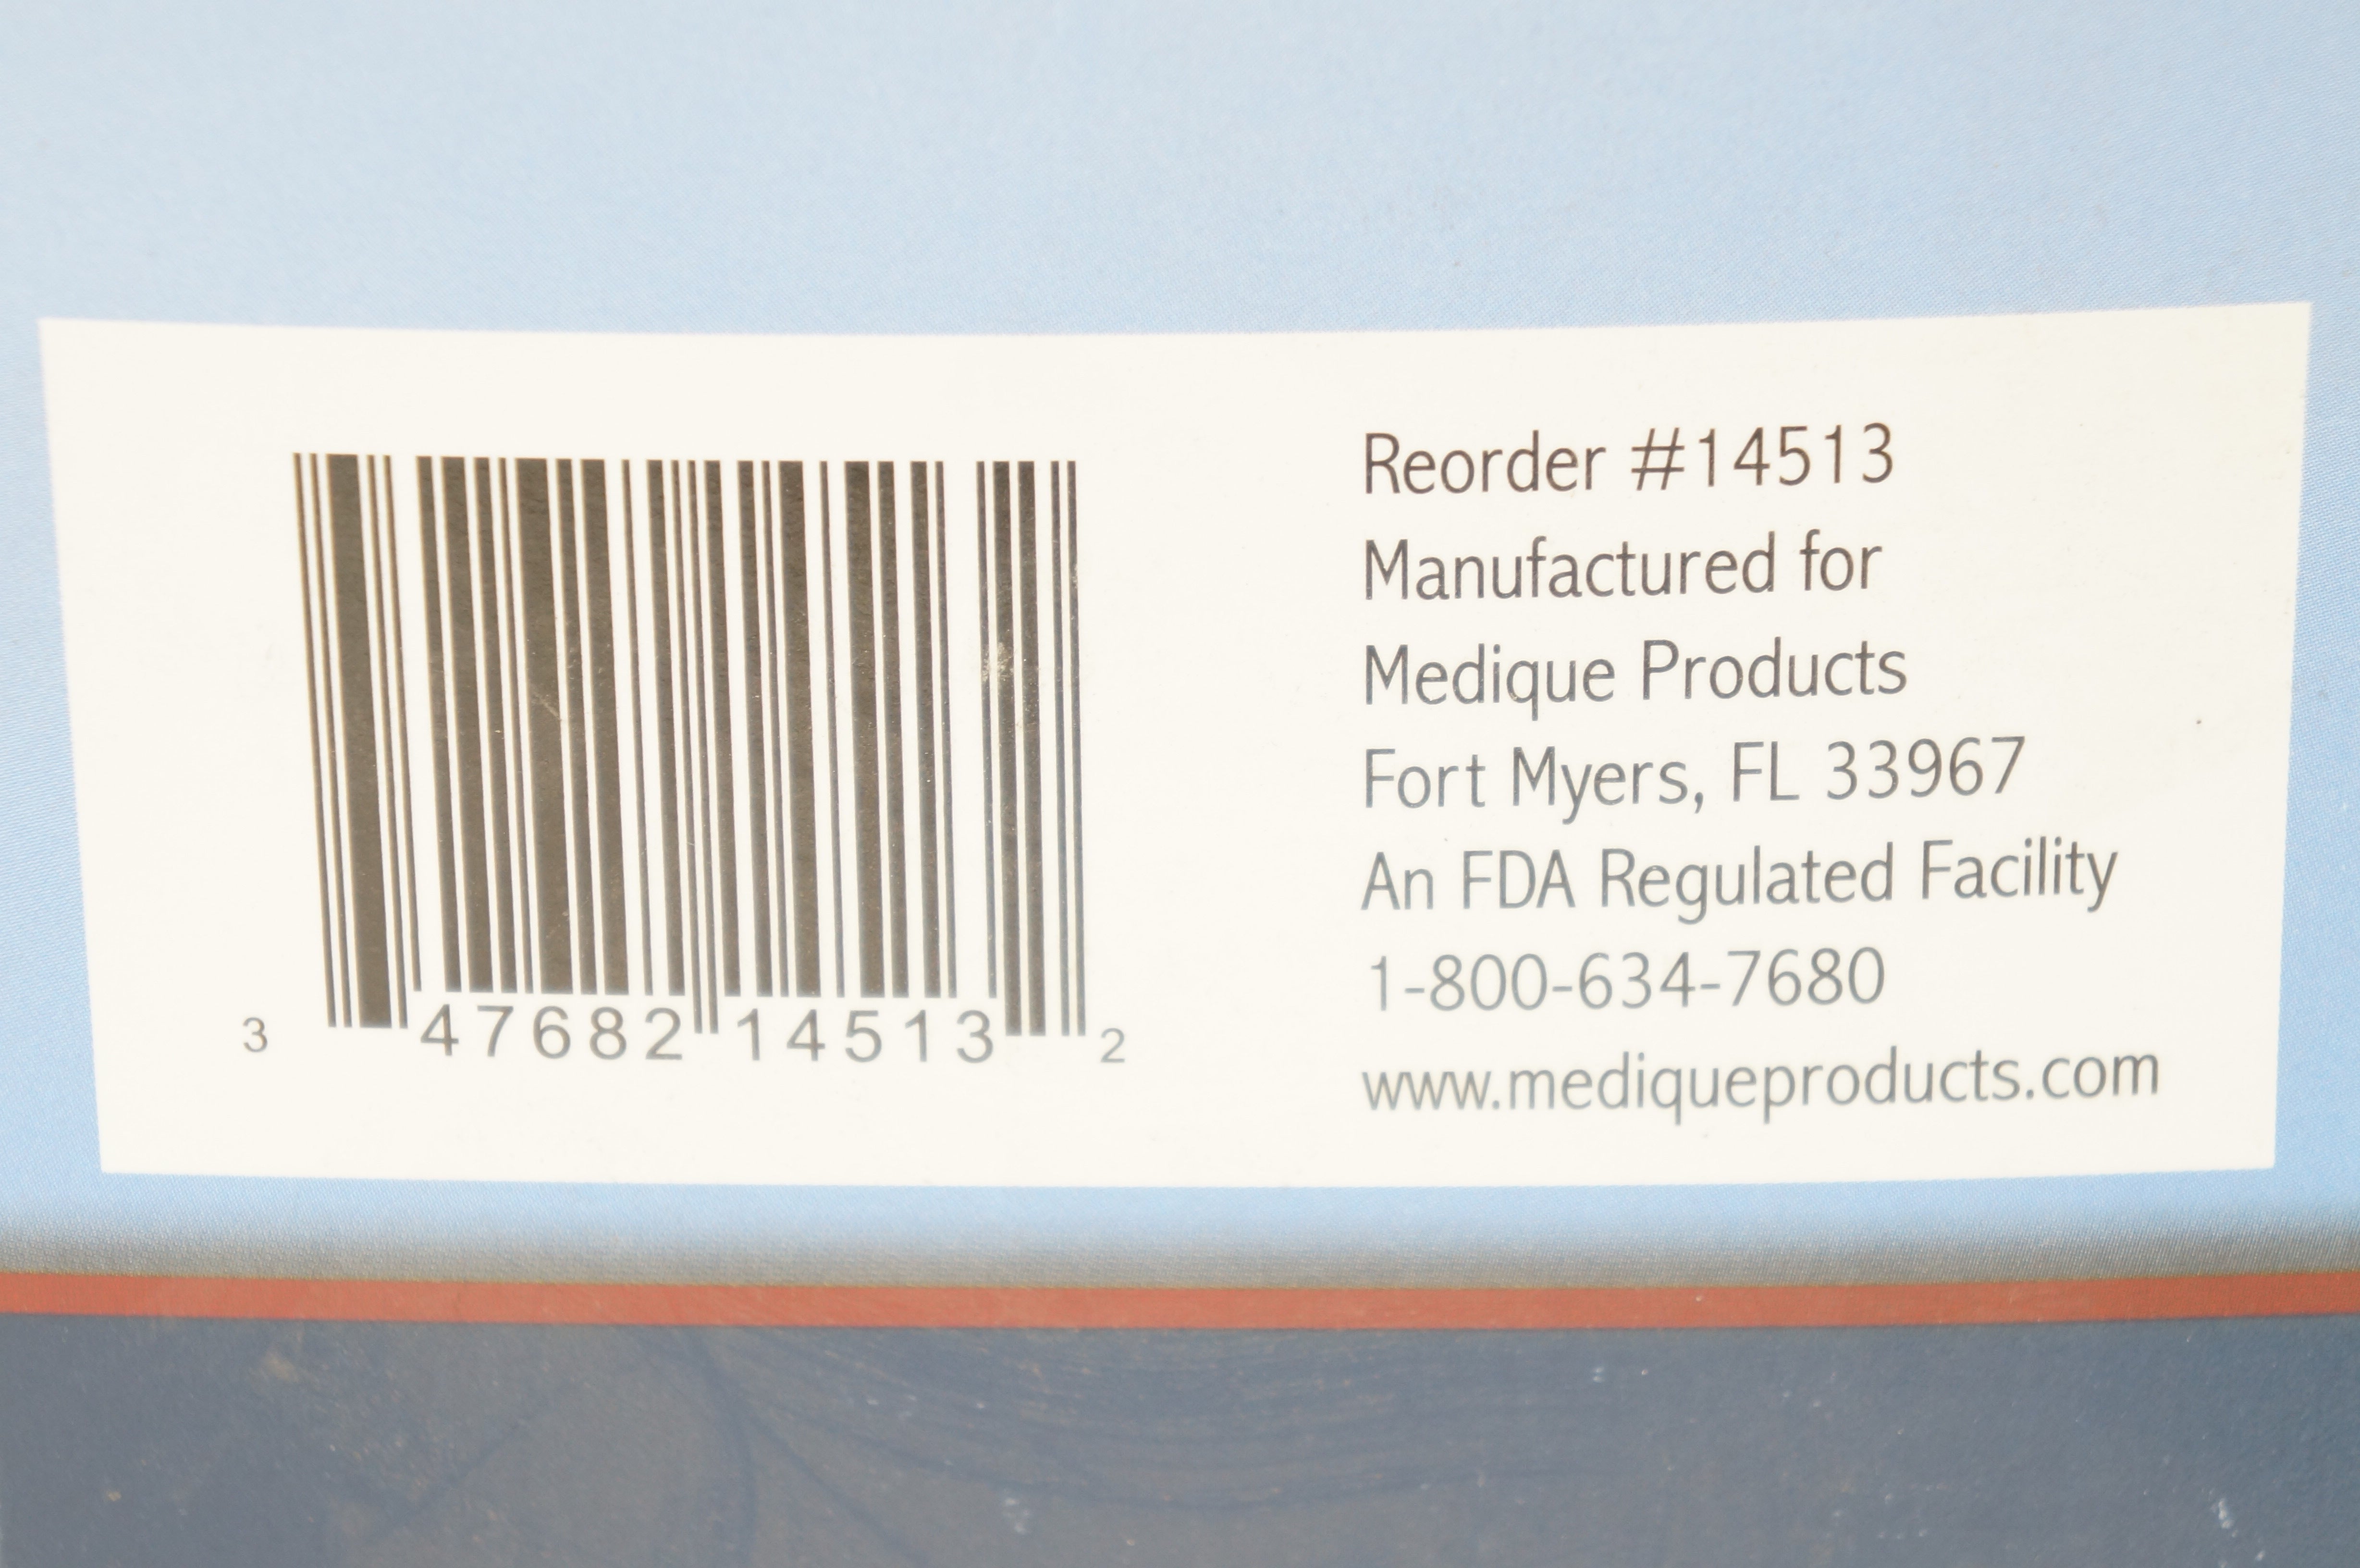 Reorder #14513
Manufactured for
Medique Products
Fort Myers, FL 33967
An FDA Regulated Facility
1-800-634-7680
www.mediqueproducts.com
3 47682 14513 2